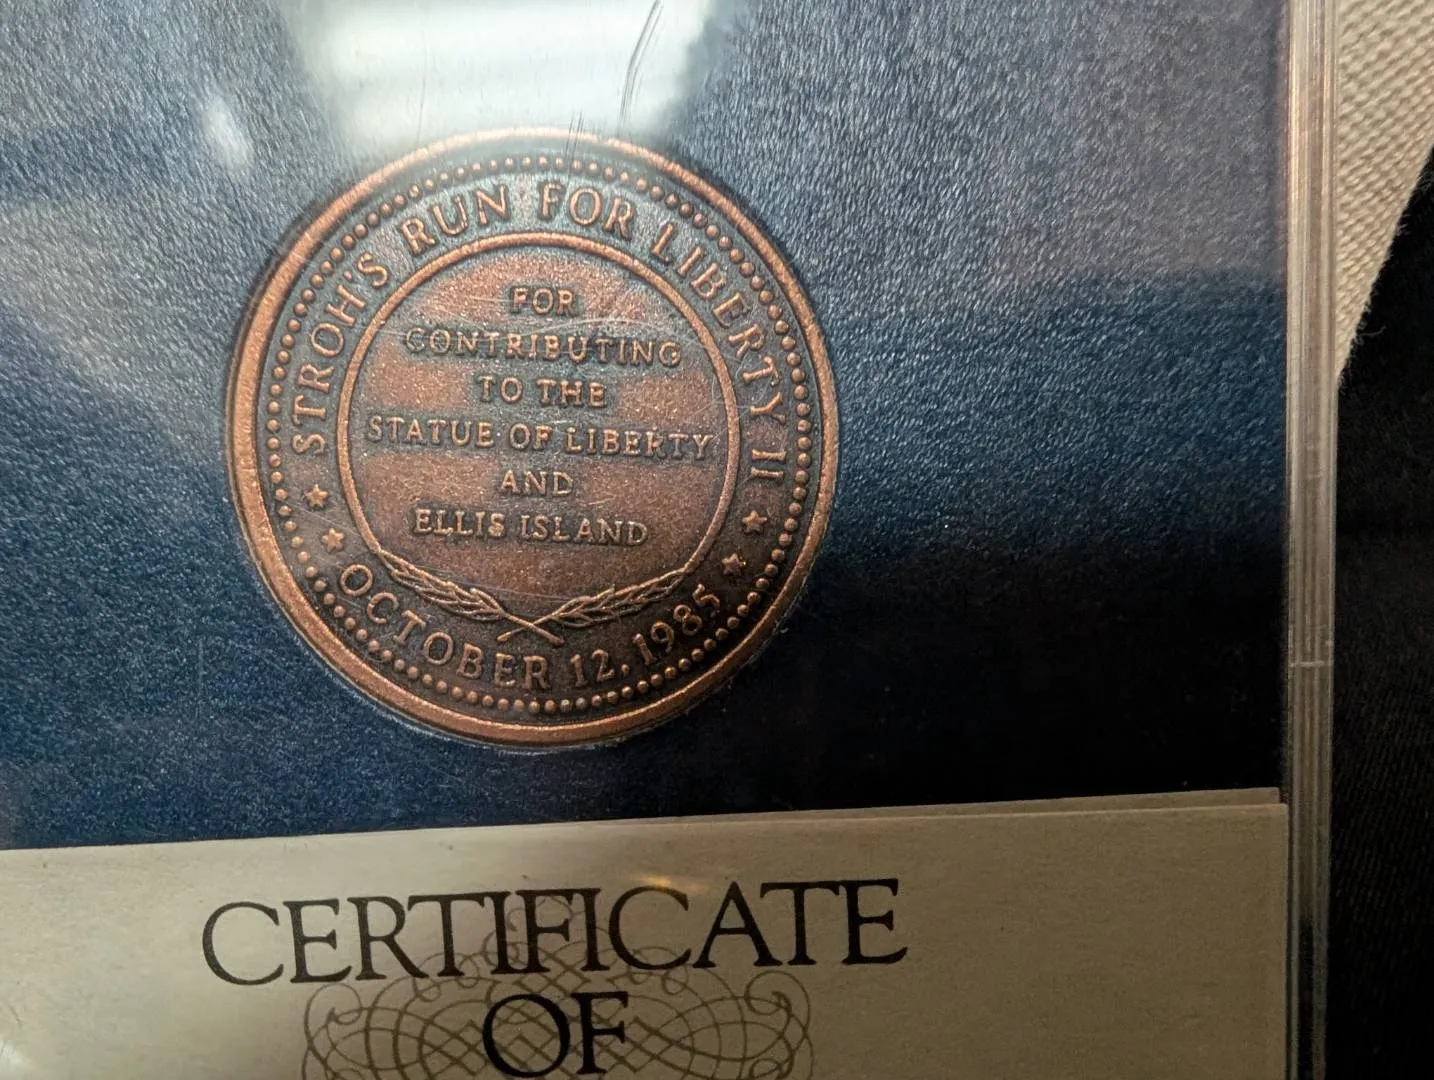 STROH'S RUN FOR LIBERTY II
FOR
CONTRIBUTING
TO THE
STATUE OF LIBERTY
AND
ELLIS ISLAND
OCTOBER 12, 1985
CERTIFICATE
OF